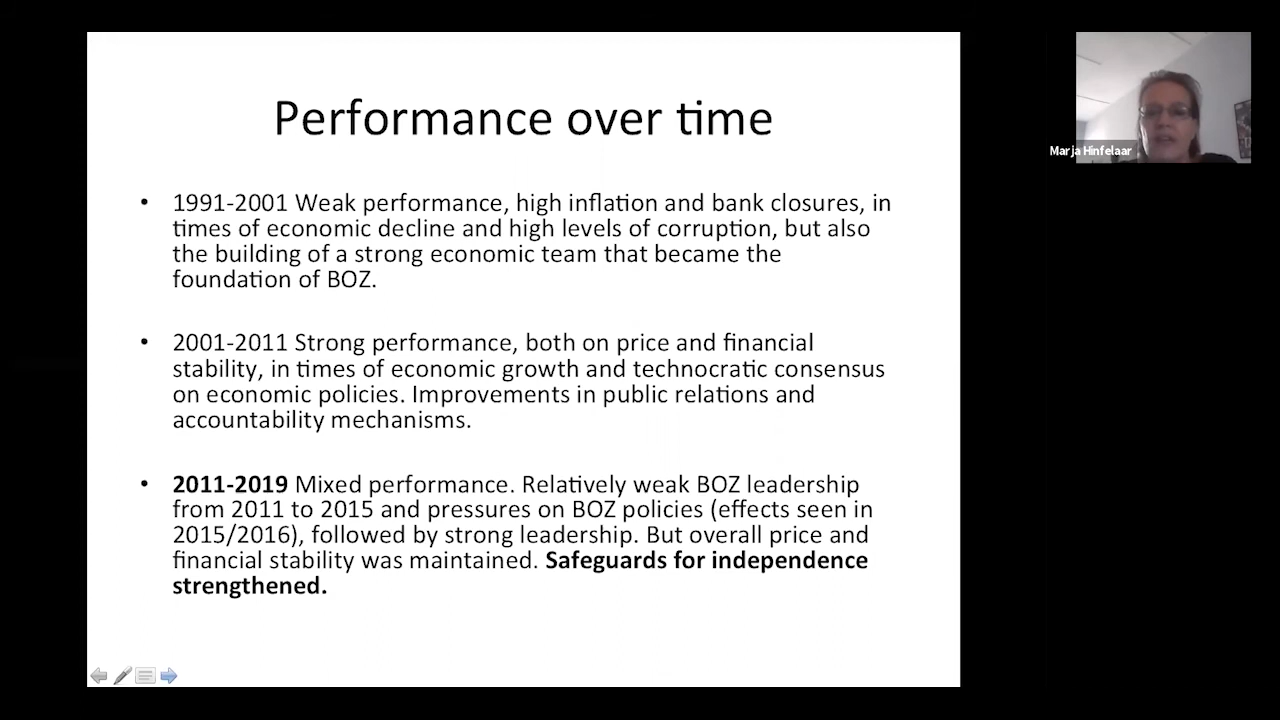 Performance over time
• 1991-2001 Weak performance, high inflation and bank closures, in
times of economic decline and high levels of corruption, but also
the building of a strong economic team that became the
foundation of BOZ.
• 2001-2011 Strong performance, both on price and financial
stability, in times of economic growth and technocratic consensus
on economic policies. Improvements in public relations and
accountability mechanisms.
• 2011-2019 Mixed performance. Relatively weak BOZ leadership
from 2011 to 2015 and pressures on BOZ policies (effects seen in
2015/2016), followed by strong leadership. But overall price and
financial stability was maintained. Safeguards for independence
strengthened.
Marja Hinfelaar